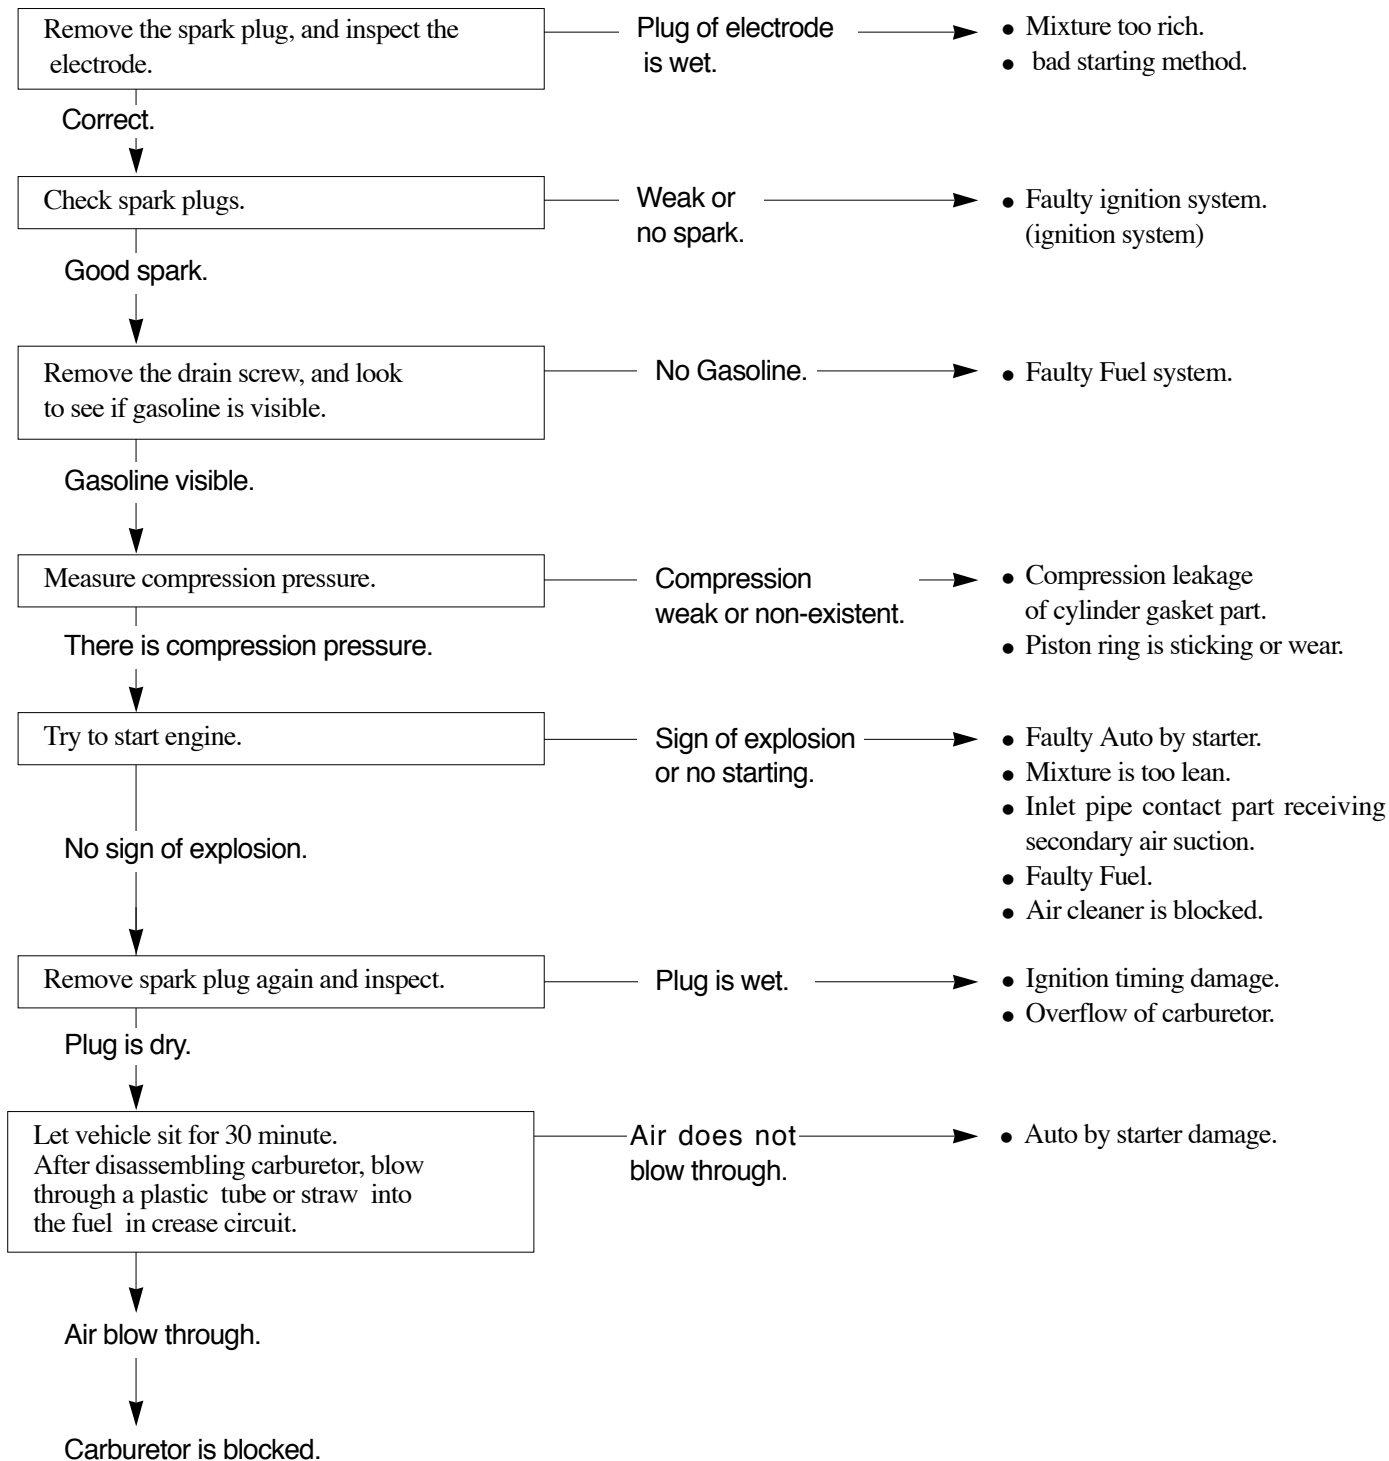 Remove the spark plug, and inspect the
electrode.
Plug of electrode
is wet.
● Mixture too rich.
● bad starting method.
Correct.
Check spark plugs.
Weak or
no spark.
● Faulty ignition system.
(ignition system)
Good spark.
Remove the drain screw, and look
to see if gasoline is visible.
No Gasoline.
● Faulty Fuel system.
Gasoline visible.
Measure compression pressure.
Compression
weak or non-existent.
● Compression leakage
of cylinder gasket part.
● Piston ring is sticking or wear.
There is compression pressure.
Try to start engine.
Sign of explosion
or no starting.
● Faulty Auto by starter.
● Mixture is too lean.
● Inlet pipe contact part receiving
secondary air suction.
● Faulty Fuel.
● Air cleaner is blocked.
No sign of explosion.
Remove spark plug again and inspect.
Plug is wet.
● Ignition timing damage.
● Overflow of carburetor.
Plug is dry.
Let vehicle sit for 30 minute.
After disassembling carburetor, blow
through a plastic tube or straw into
the fuel in crease circuit.
Air does not
blow through.
● Auto by starter damage.
Air blow through.
Carburetor is blocked.